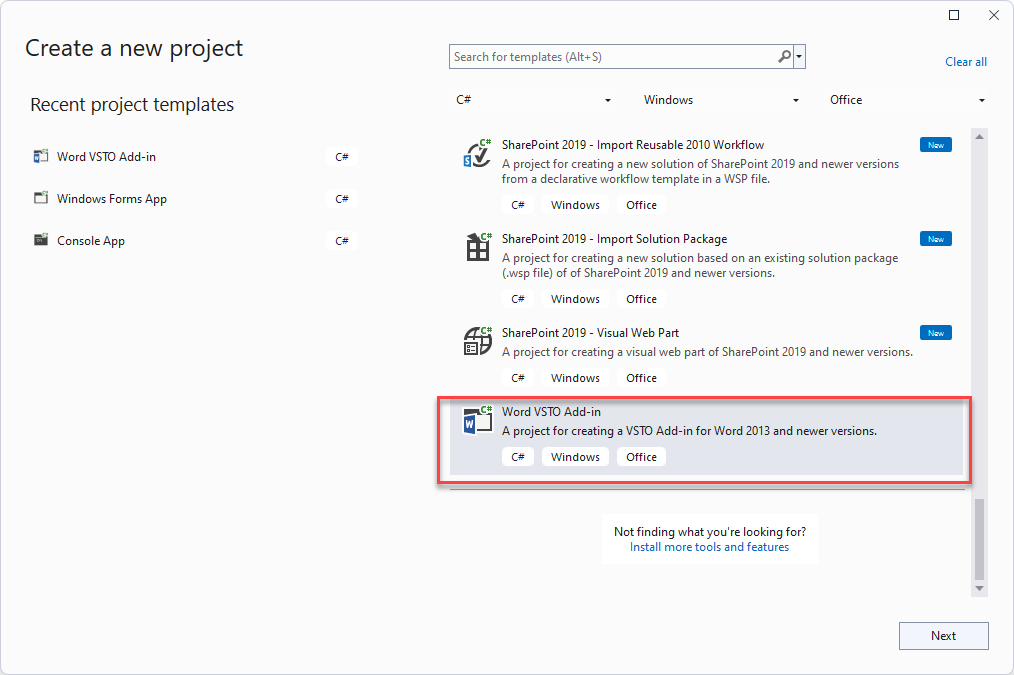 Create a new project
Search for templates (Alt+S)
Clear all
Recent project templates
C#
Windows
Office
Word VSTO Add-in
C#
Windows Forms App
C#
Console App
C#
SharePoint 2019 - Import Reusable 2010 Workflow
New
A project for creating a new solution of SharePoint 2019 and newer versions
from a declarative workflow template in a WSP file.
C#
Windows
Office
SharePoint 2019 - Import Solution Package
New
A project for creating a new solution based on an existing solution package
(.wsp file) of of SharePoint 2019 and newer versions.
C#
Windows
Office
SharePoint 2019 - Visual Web Part
New
A project for creating a visual web part of SharePoint 2019 and newer versions.
C#
Windows
Office
Word VSTO Add-in
A project for creating a VSTO Add-in for Word 2013 and newer versions.
C#
Windows
Office
Not finding what you're looking for?
Install more tools and features
Next